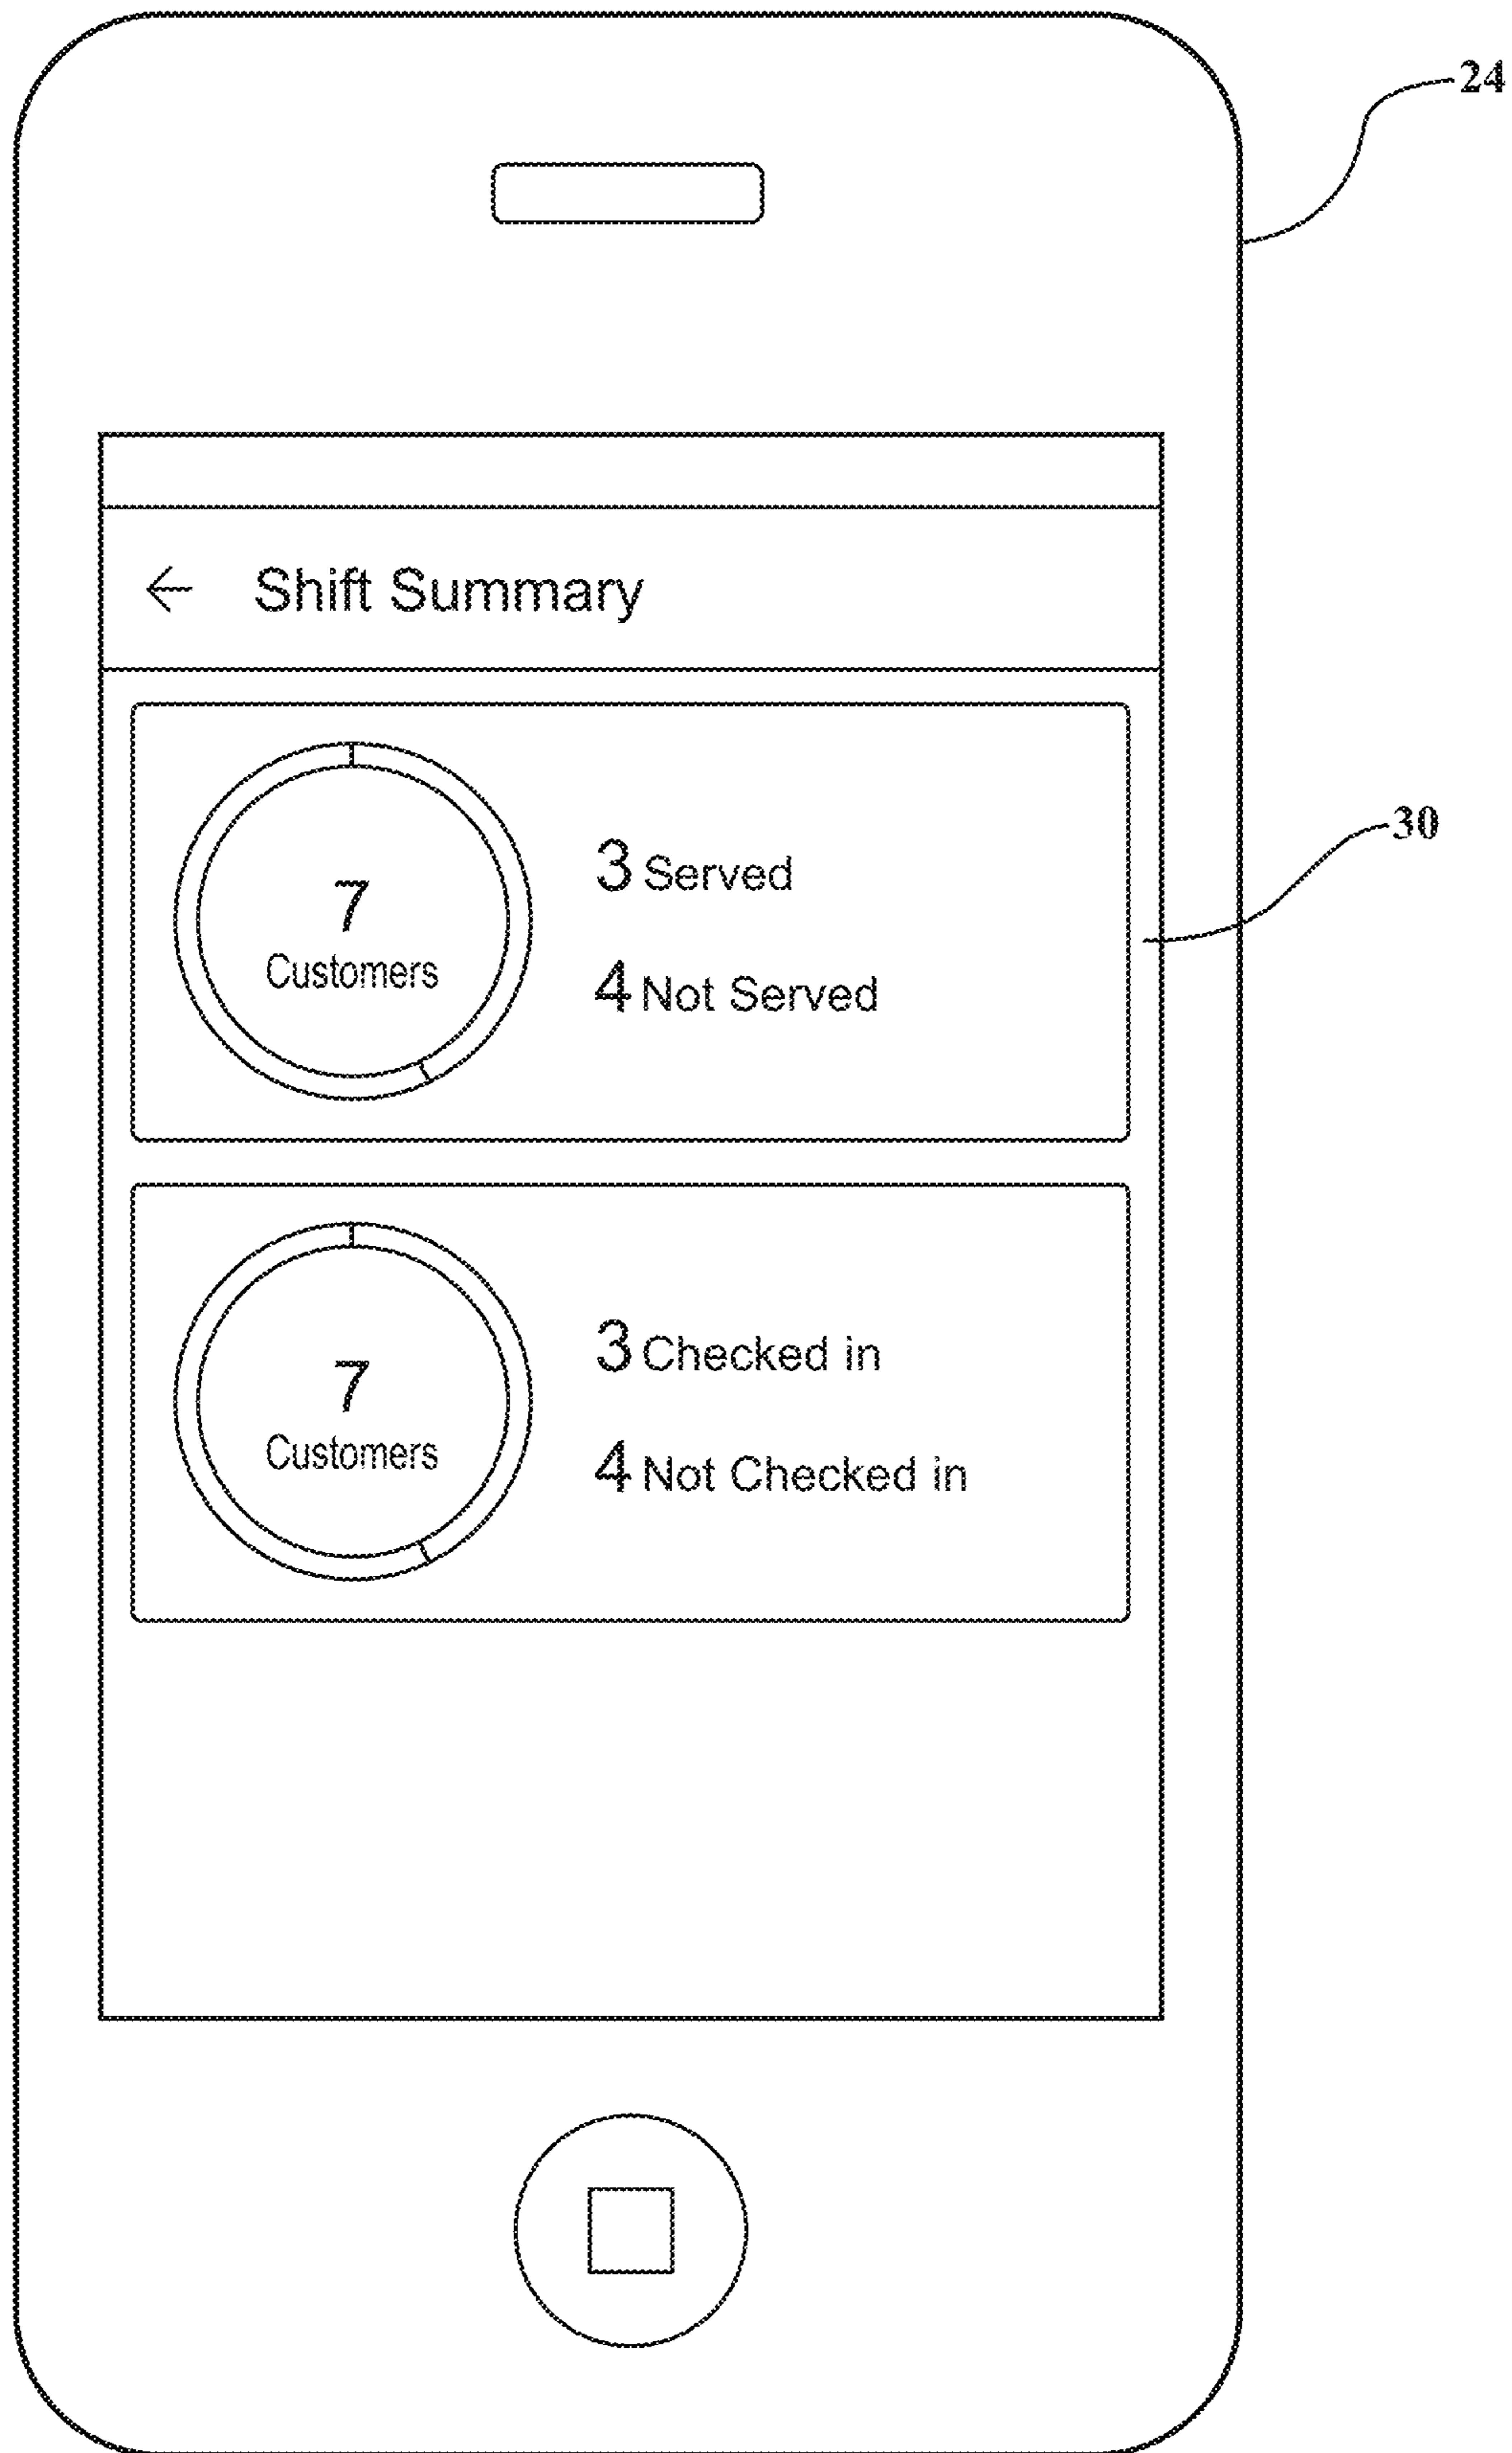 24
Shift Summary
30
7
Customers
3 Served
4 Not Served
7
Customers
3 Checked in
4 Not Checked in